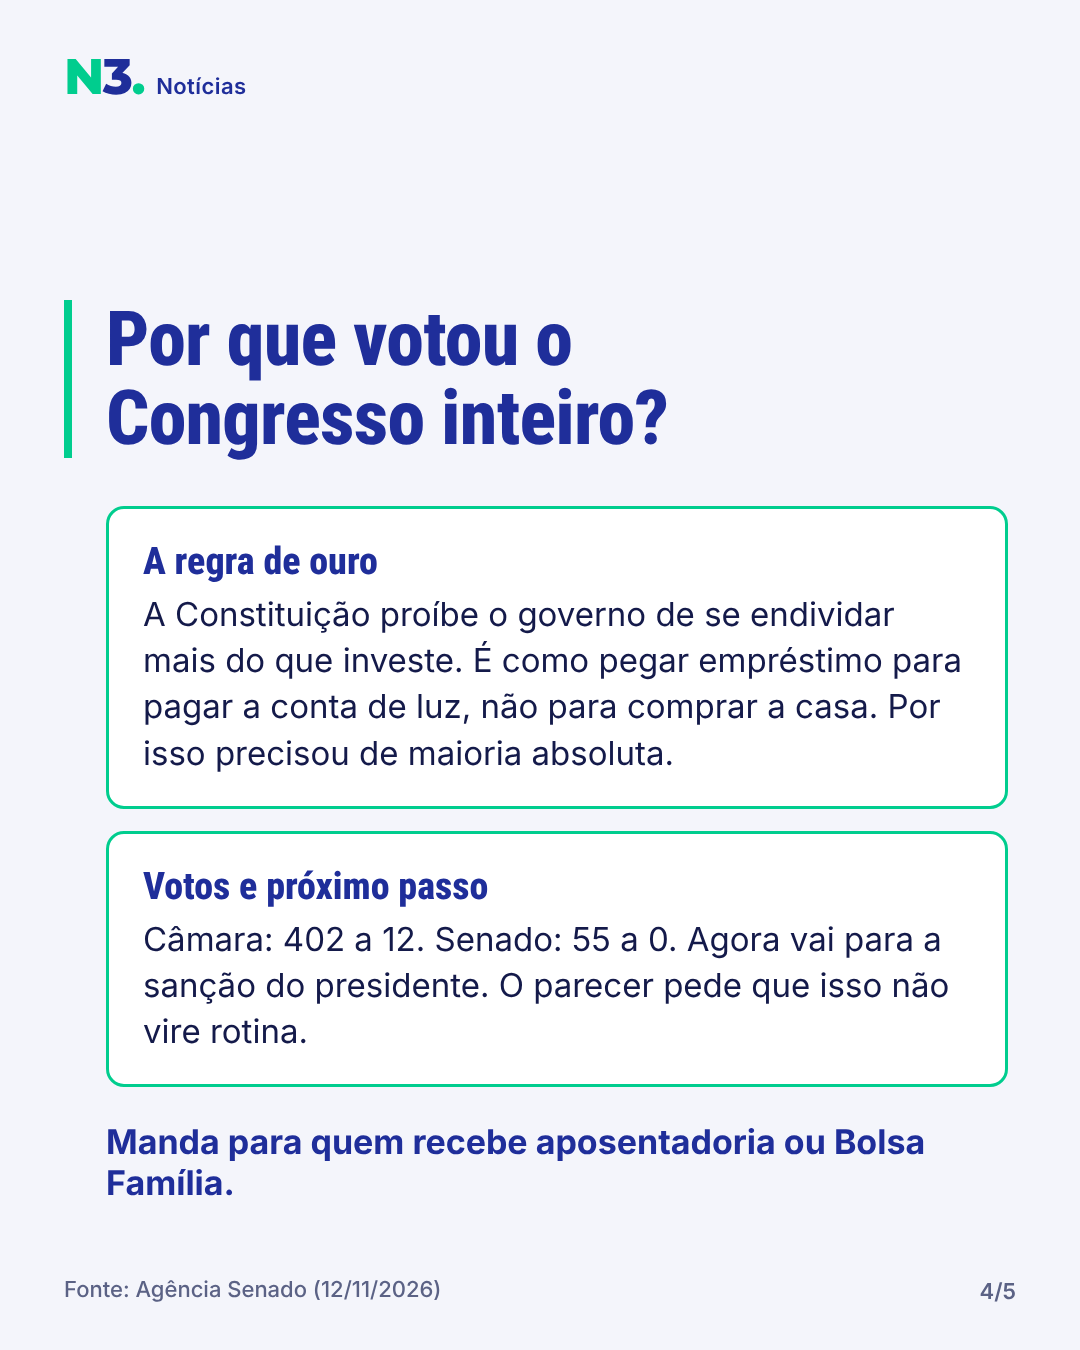 N3. Notícias
Por que votou o
Congresso inteiro?
A regra de ouro
A Constituição proíbe o governo de se endividar
mais do que investe. É como pegar empréstimo para
pagar a conta de luz, não para comprar a casa. Por
isso precisou de maioria absoluta.
Votos e próximo passo
Câmara: 402 a 12. Senado: 55 a 0. Agora vai para a
sanção do presidente. O parecer pede que isso não
vire rotina.
Manda para quem recebe aposentadoria ou Bolsa
Família.
Fonte: Agência Senado (12/11/2026)
4/5